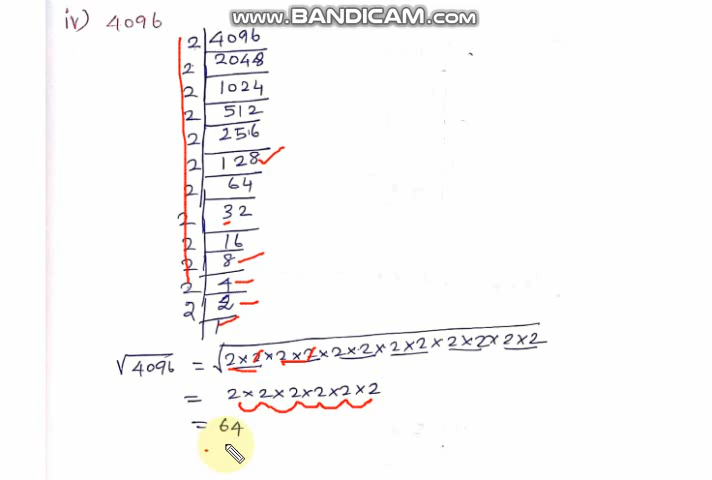 www.BANDICAM.com
iv) 4096
2 | 4096
2 | 2048
2 | 1024
2 | 512
2 | 256
2 | 128
2 | 64
2 | 32
2 | 16
2 | 8
2 | 4
2 | 2
1
√4096 = √2×2×2×2×2×2×2×2×2×2×2×2
= 2×2×2×2×2×2
= 64